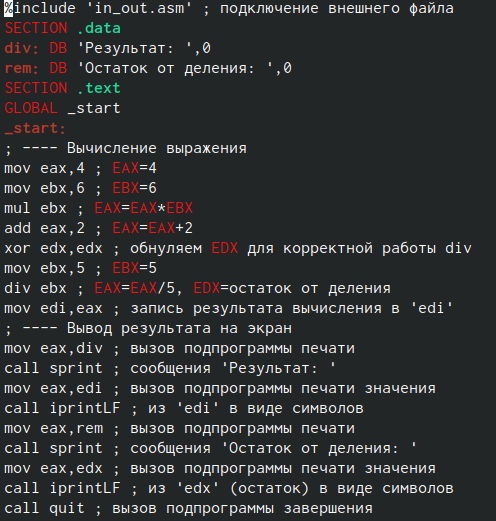 %include 'in_out.asm' ; подключение внешнего файла
SECTION .data
div: DB 'Результат: ',0
rem: DB 'Остаток от деления: ',0
SECTION .text
GLOBAL _start
_start:
; ---- Вычисление выражения
mov eax,4 ; EAX=4
mov ebx,6 ; EBX=6
mul ebx ; EAX=EAX*EBX
add eax,2 ; EAX=EAX+2
xor edx,edx ; обнуляем EDX для корректной работы div
mov ebx,5 ; EBX=5
div ebx ; EAX=EAX/5, EDX=остаток от деления
mov edi,eax ; запись результата вычисления в 'edi'
; ---- Вывод результата на экран
mov eax,div ; вызов подпрограммы печати
call sprint ; сообщения 'Результат: '
mov eax,edi ; вызов подпрограммы печати значения
call iprintLF ; из 'edi' в виде символов
mov eax,rem ; вызов подпрограммы печати
call sprint ; сообщения 'Остаток от деления: '
mov eax,edx ; вызов подпрограммы печати значения
call iprintLF ; из 'edx' (остаток) в виде символов
call quit ; вызов подпрограммы завершения